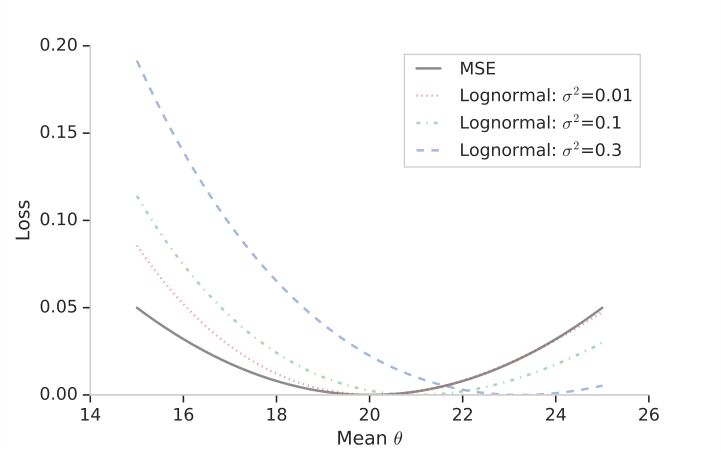 0.20
0.15
0.10
0.05
0.00
Loss
14 16 18 20 22 24 26
Mean θ
MSE
Lognormal: σ²=0.01
Lognormal: σ²=0.1
Lognormal: σ²=0.3